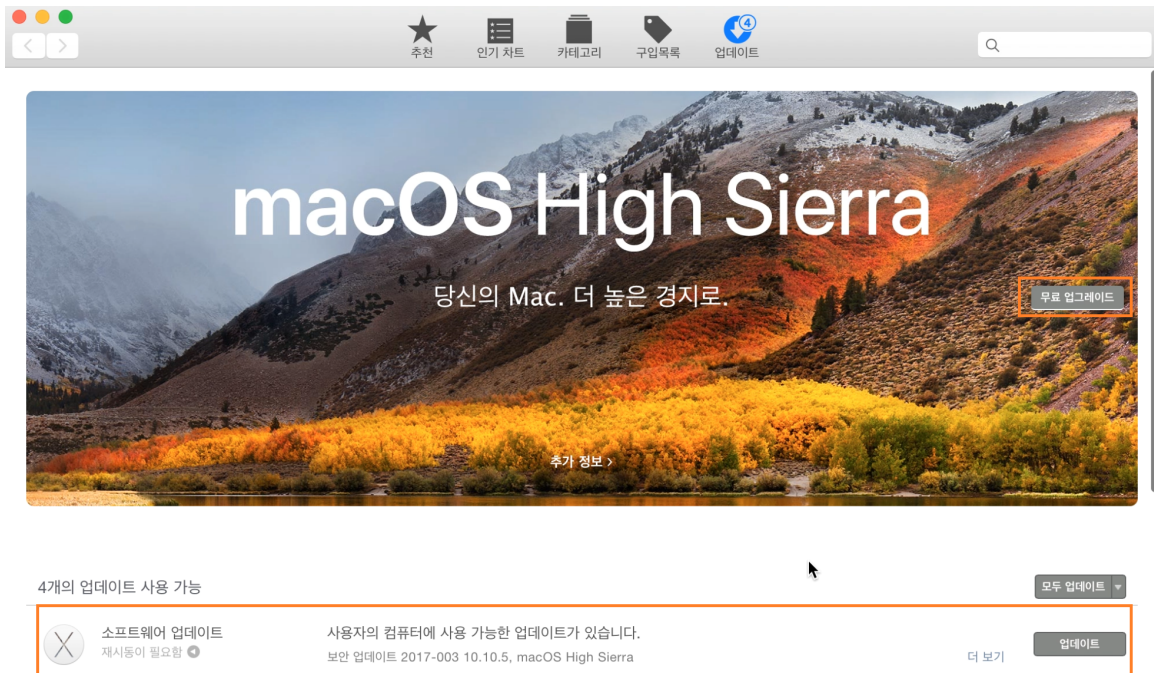 추천
인기 차트
카테고리
구입목록
업데이트
4
macOS High Sierra
당신의 Mac. 더 높은 경지로.
무료 업그레이드
추가 정보 >
4개의 업데이트 사용 가능
모두 업데이트
소프트웨어 업데이트
재시동이 필요함
사용자의 컴퓨터에 사용 가능한 업데이트가 있습니다.
보안 업데이트 2017-003 10.10.5, macOS High Sierra
더 보기
업데이트